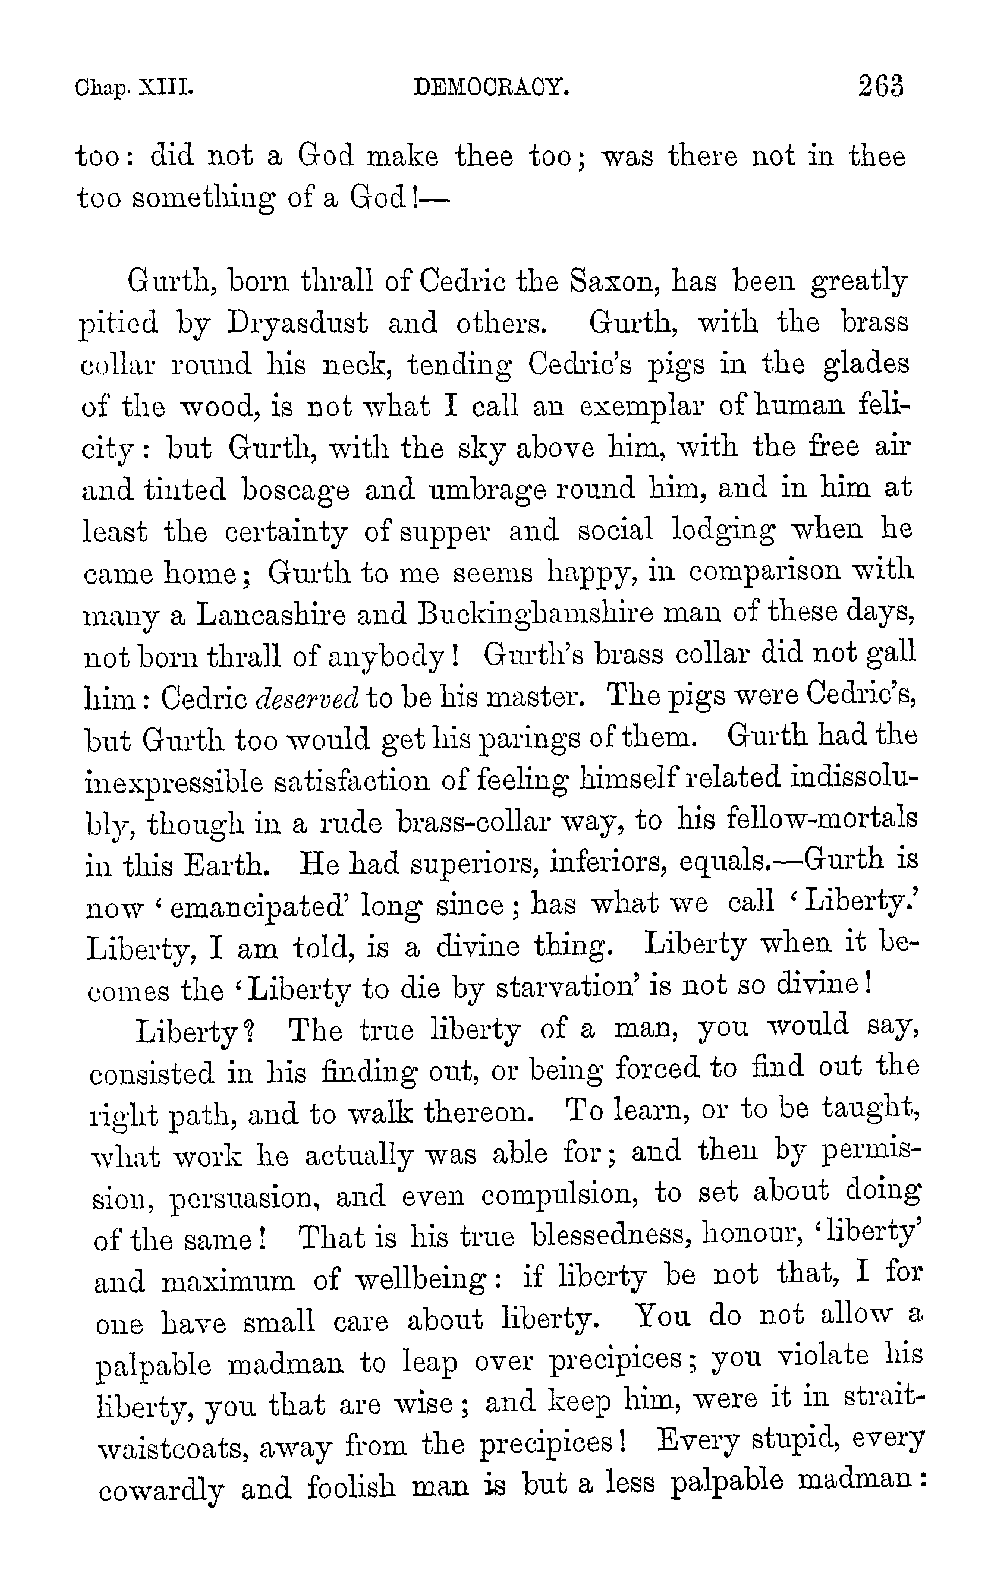 Chap. XIII. DEMOCRACY. 263
too: did not a God make thee too; was there not in thee
too something of a God!—
Gurth, born thrall of Cedric the Saxon, has been greatly
pitied by Dryasdust and others. Gurth, with the brass
collar round his neck, tending Cedric's pigs in the glades
of the wood, is not what I call an exemplar of human feli-
city: but Gurth, with the sky above him, with the free air
and tinted boscage and umbrage round him, and in him at
least the certainty of supper and social lodging when he
came home; Gurth to me seems happy, in comparison with
many a Lancashire and Buckinghamshire man of these days,
not born thrall of anybody! Gurth's brass collar did not gall
him: Cedric deserved to be his master. The pigs were Cedric's,
but Gurth too would get his parings of them. Gurth had the
inexpressible satisfaction of feeling himself related indissolu-
bly, though in a rude brass-collar way, to his fellow-mortals
in this Earth. He had superiors, inferiors, equals.—Gurth is
now ‘emancipated’ long since; has what we call ‘Liberty.’
Liberty, I am told, is a divine thing. Liberty when it be-
comes the ‘Liberty to die by starvation’ is not so divine!
Liberty? The true liberty of a man, you would say,
consisted in his finding out, or being forced to find out the
right path, and to walk thereon. To learn, or to be taught,
what work he actually was able for; and then by permis-
sion, persuasion, and even compulsion, to set about doing
of the same! That is his true blessedness, honour, ‘liberty’
and maximum of wellbeing: if liberty be not that, I for
one have small care about liberty. You do not allow a
palpable madman to leap over precipices; you violate his
liberty, you that are wise; and keep him, were it in strait-
waistcoats, away from the precipices! Every stupid, every
cowardly and foolish man is but a less palpable madman: